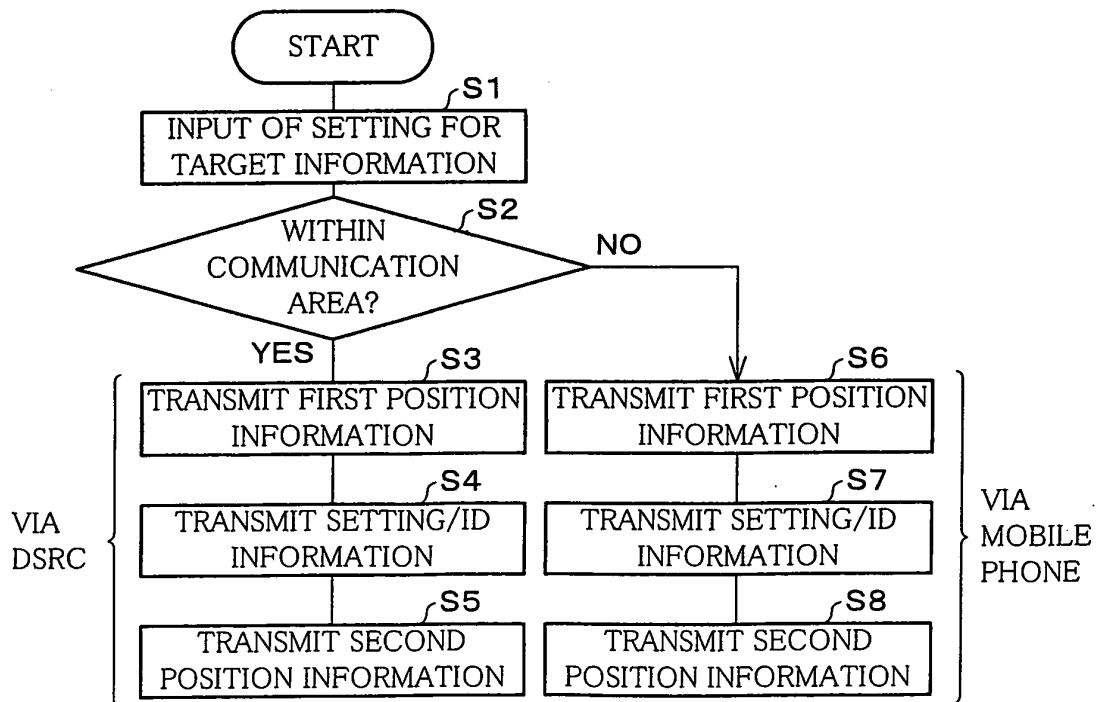 START
S1
INPUT OF SETTING FOR
TARGET INFORMATION
S2
WITHIN
COMMUNICATION
AREA?
NO
YES
S3
TRANSMIT FIRST POSITION
INFORMATION
S6
TRANSMIT FIRST POSITION
INFORMATION
S4
TRANSMIT SETTING/ID
INFORMATION
S7
TRANSMIT SETTING/ID
INFORMATION
VIA
DSRC
VIA
MOBILE
PHONE
S5
TRANSMIT SECOND
POSITION INFORMATION
S8
TRANSMIT SECOND
POSITION INFORMATION